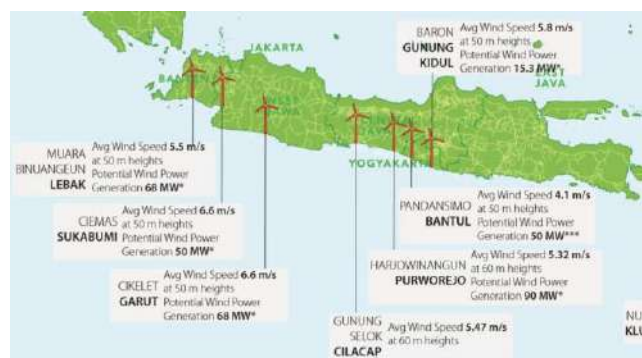 BARON
GUNUNG
KIDUL
Avg Wind Speed 5.8 m/s
at 50 m heights
Potential Wind Power
Generation 15.3 MW*
JAKARTA
EAST
JAVA
YOGYAKARTA
MUARA
BINUANGEUN
LEBAK
Avg Wind Speed 5.5 m/s
at 50 m heights
Potential Wind Power
Generation 68 MW*
CIEMAS
SUKABUMI
Avg Wind Speed 6.6 m/s
at 50 m heights
Potential Wind Power
Generation 50 MW*
CIKELET
GARUT
Avg Wind Speed 6.6 m/s
at 50 m heights
Potential Wind Power
Generation 68 MW*
GUNUNG
SELOK
CILACAP
Avg Wind Speed 5.47 m/s
at 60 m heights
PANDANSIMO
BANTUL
Avg Wind Speed 4.1 m/s
at 50 m heights
Potential Wind Power
Generation 50 MW***
HARJOWINANGUN
PURWOREJO
Avg Wind Speed 5.32 m/s
at 60 m heights
Potential Wind Power
Generation 90 MW*
NU
KLU